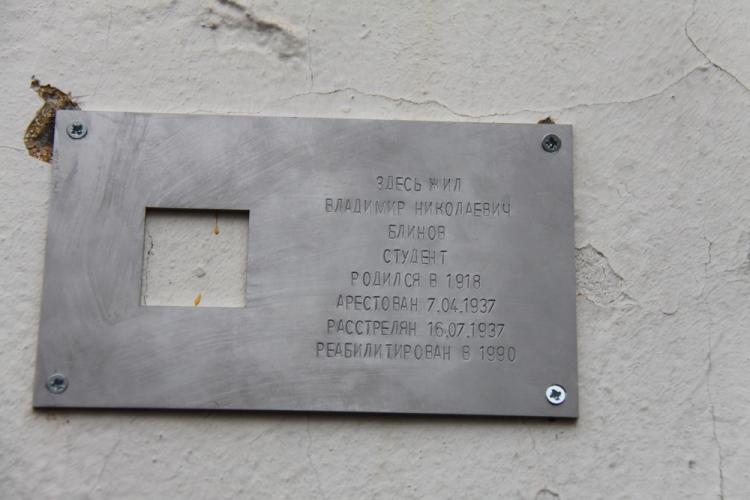 ЗДЕСЬ ЖИЛ
ВЛАДИМИР НИКОЛАЕВИЧ
БЛИНОВ
СТУДЕНТ
РОДИЛСЯ В 1918
АРЕСТОВАН 7.04.1937
РАССТРЕЛЯН 16.07.1937
РЕАБИЛИТИРОВАН В 1990